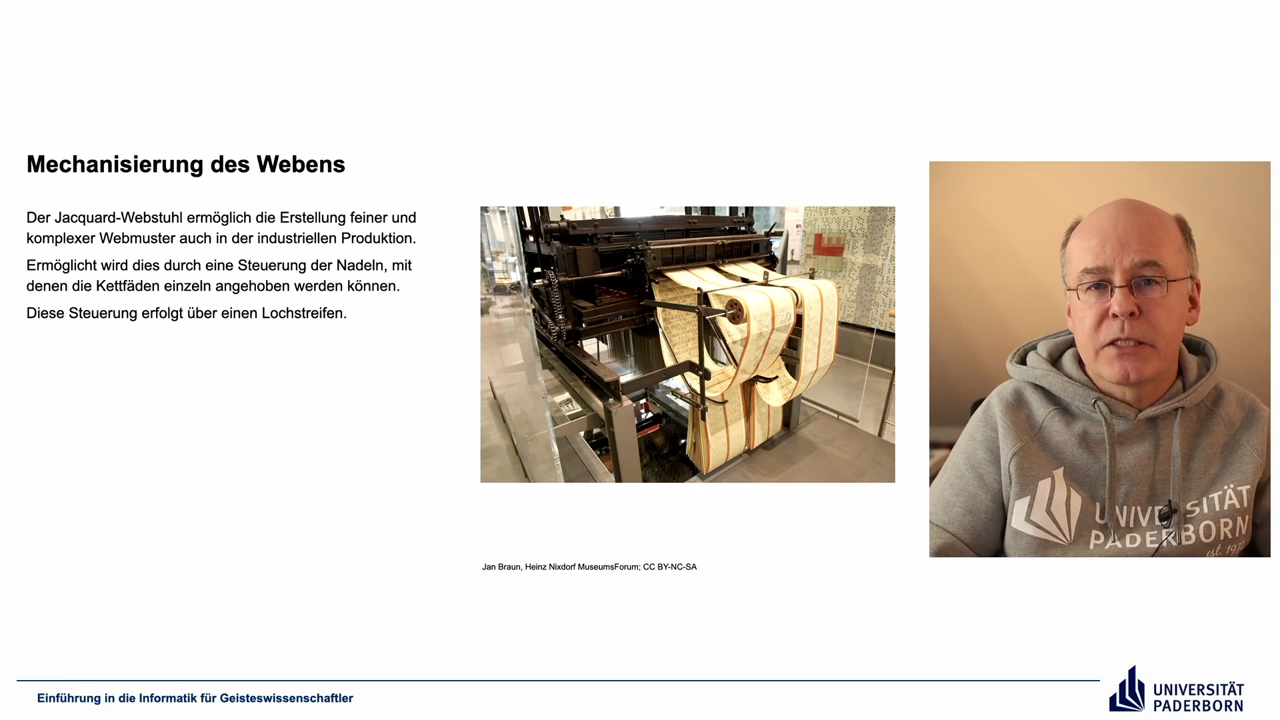 Mechanisierung des Webens
Der Jacquard-Webstuhl ermöglich die Erstellung feiner und
komplexer Webmuster auch in der industriellen Produktion.
Ermöglicht wird dies durch eine Steuerung der Nadeln, mit
denen die Kettfäden einzeln angehoben werden können.
Diese Steuerung erfolgt über einen Lochstreifen.
Jan Braun, Heinz Nixdorf MuseumsForum; CC BY-NC-SA
UNIVERSITÄT
PADERBORN
est. 197
Einführung in die Informatik für Geisteswissenschaftler
UNIVERSITÄT
PADERBORN